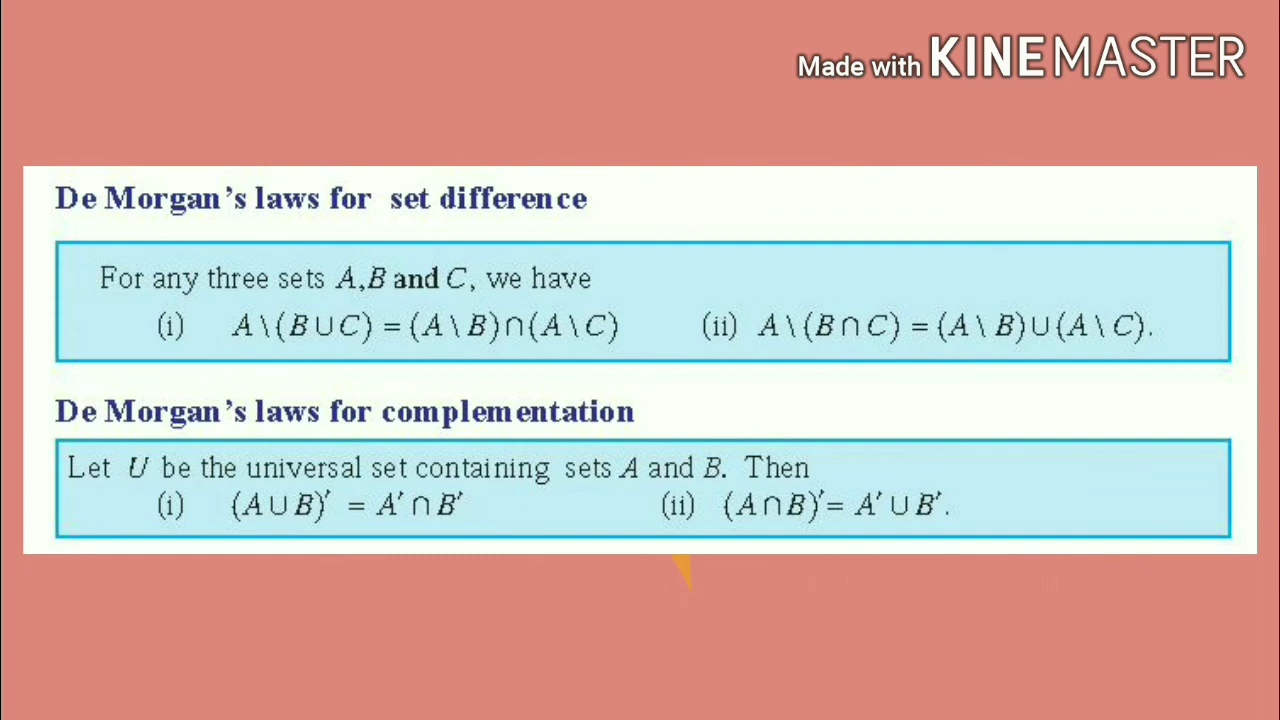 Made with KINEMASTER
De Morgan's laws for set difference
For any three sets A,B and C, we have
(i) A\(B∪C) = (A\B)∩(A\C) (ii) A\(B∩C) = (A\B)∪(A\C).
De Morgan's laws for complementation
Let U be the universal set containing sets A and B. Then
(i) (A∪B)′ = A′∩B′ (ii) (A∩B)′= A′∪B′.